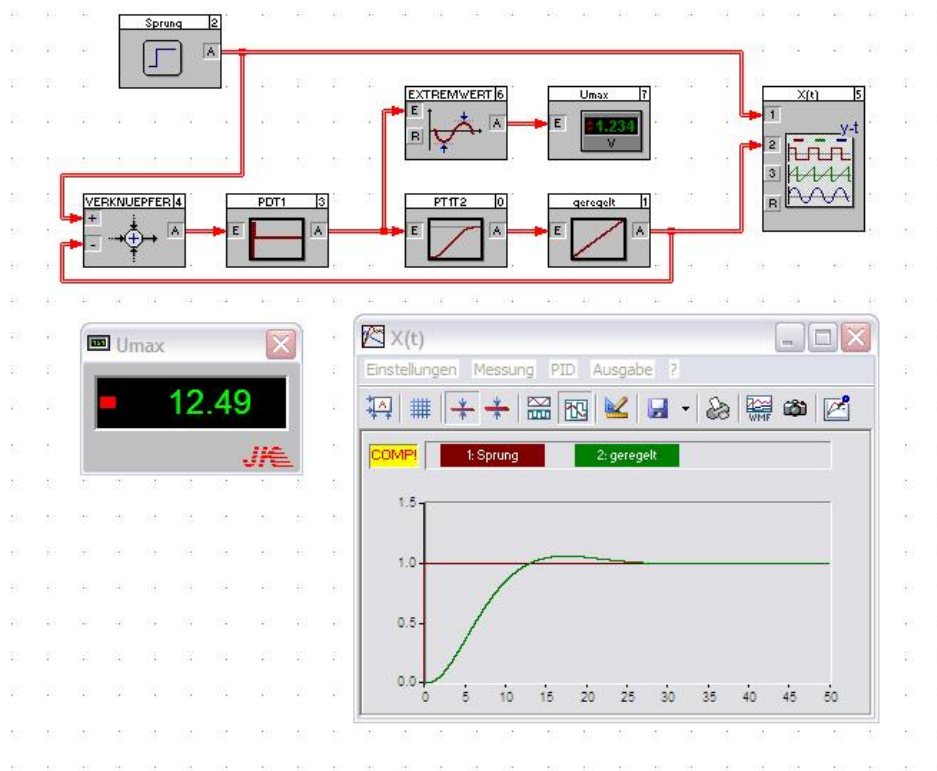 Sprung 2
A
EXTREMWERT 6
E
R
A
Umax 7
E
1.234
V
X(t) 5
1
2
3
R
y-t
VERKNUEPFER 4
+
-
A
PDT1 3
E
A
PT1T2 0
E
A
geregelt 1
E
A
Umax
12.49
X(t)
Einstellungen Messung PID Ausgabe ?
WMF
COMP! 1: Sprung 2: geregelt
1.5
1.0
0.5
0.0
0 5 10 15 20 25 30 35 40 45 50